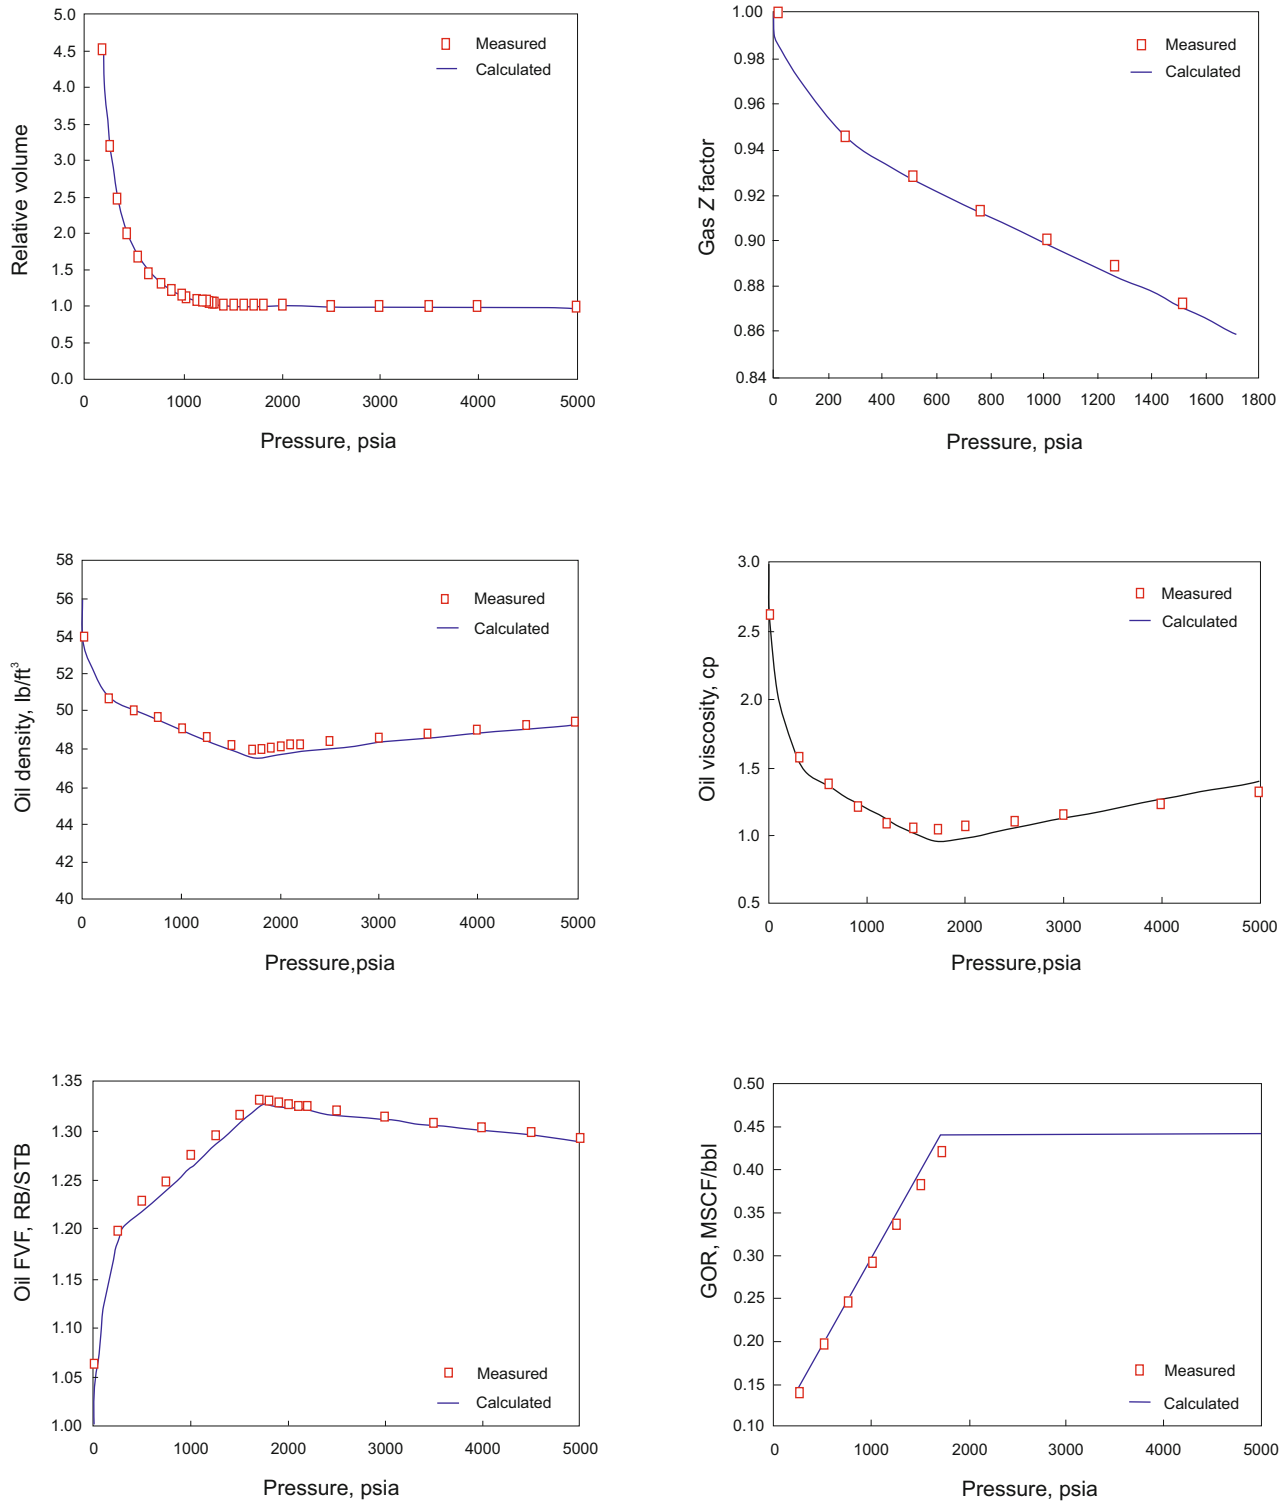 5.0
4.5
4.0
3.5
3.0
2.5
2.0
1.5
1.0
0.5
0.0
Relative volume
Measured
Calculated
0 1000 2000 3000 4000 5000
Pressure, psia
1.00
0.98
0.96
0.94
0.92
0.90
0.88
0.86
0.84
Gas Z factor
Measured
Calculated
0 200 400 600 800 1000 1200 1400 1600 1800
Pressure, psia
58
56
54
52
50
48
46
44
42
40
Oil density, lb/ft³
Measured
Calculated
0 1000 2000 3000 4000 5000
Pressure,psia
3.0
2.5
2.0
1.5
1.0
0.5
Oil viscosity, cp
Measured
Calculated
0 1000 2000 3000 4000 5000
Pressure,psia
1.35
1.30
1.25
1.20
1.15
1.10
1.05
1.00
Oil FVF, RB/STB
Measured
Calculated
0 1000 2000 3000 4000 5000
Pressure, psia
0.50
0.45
0.40
0.35
0.30
0.25
0.20
0.15
0.10
GOR, MSCF/bbl
Measured
Calculated
0 1000 2000 3000 4000 5000
Pressure, psia